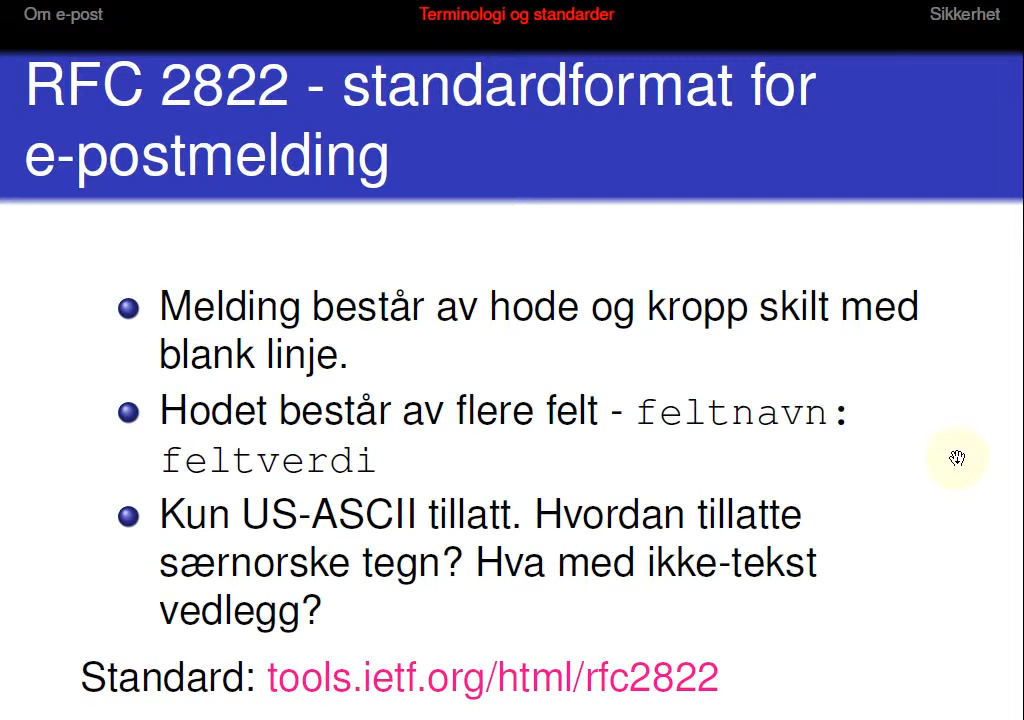 Om e-post
Terminologi og standarder
Sikkerhet
RFC 2822 - standardformat for
e-postmelding
Melding består av hode og kropp skilt med
blank linje.
Hodet består av flere felt - feltnavn:
feltverdi
Kun US-ASCII tillatt. Hvordan tillatte
særnorske tegn? Hva med ikke-tekst
vedlegg?
Standard: tools.ietf.org/html/rfc2822